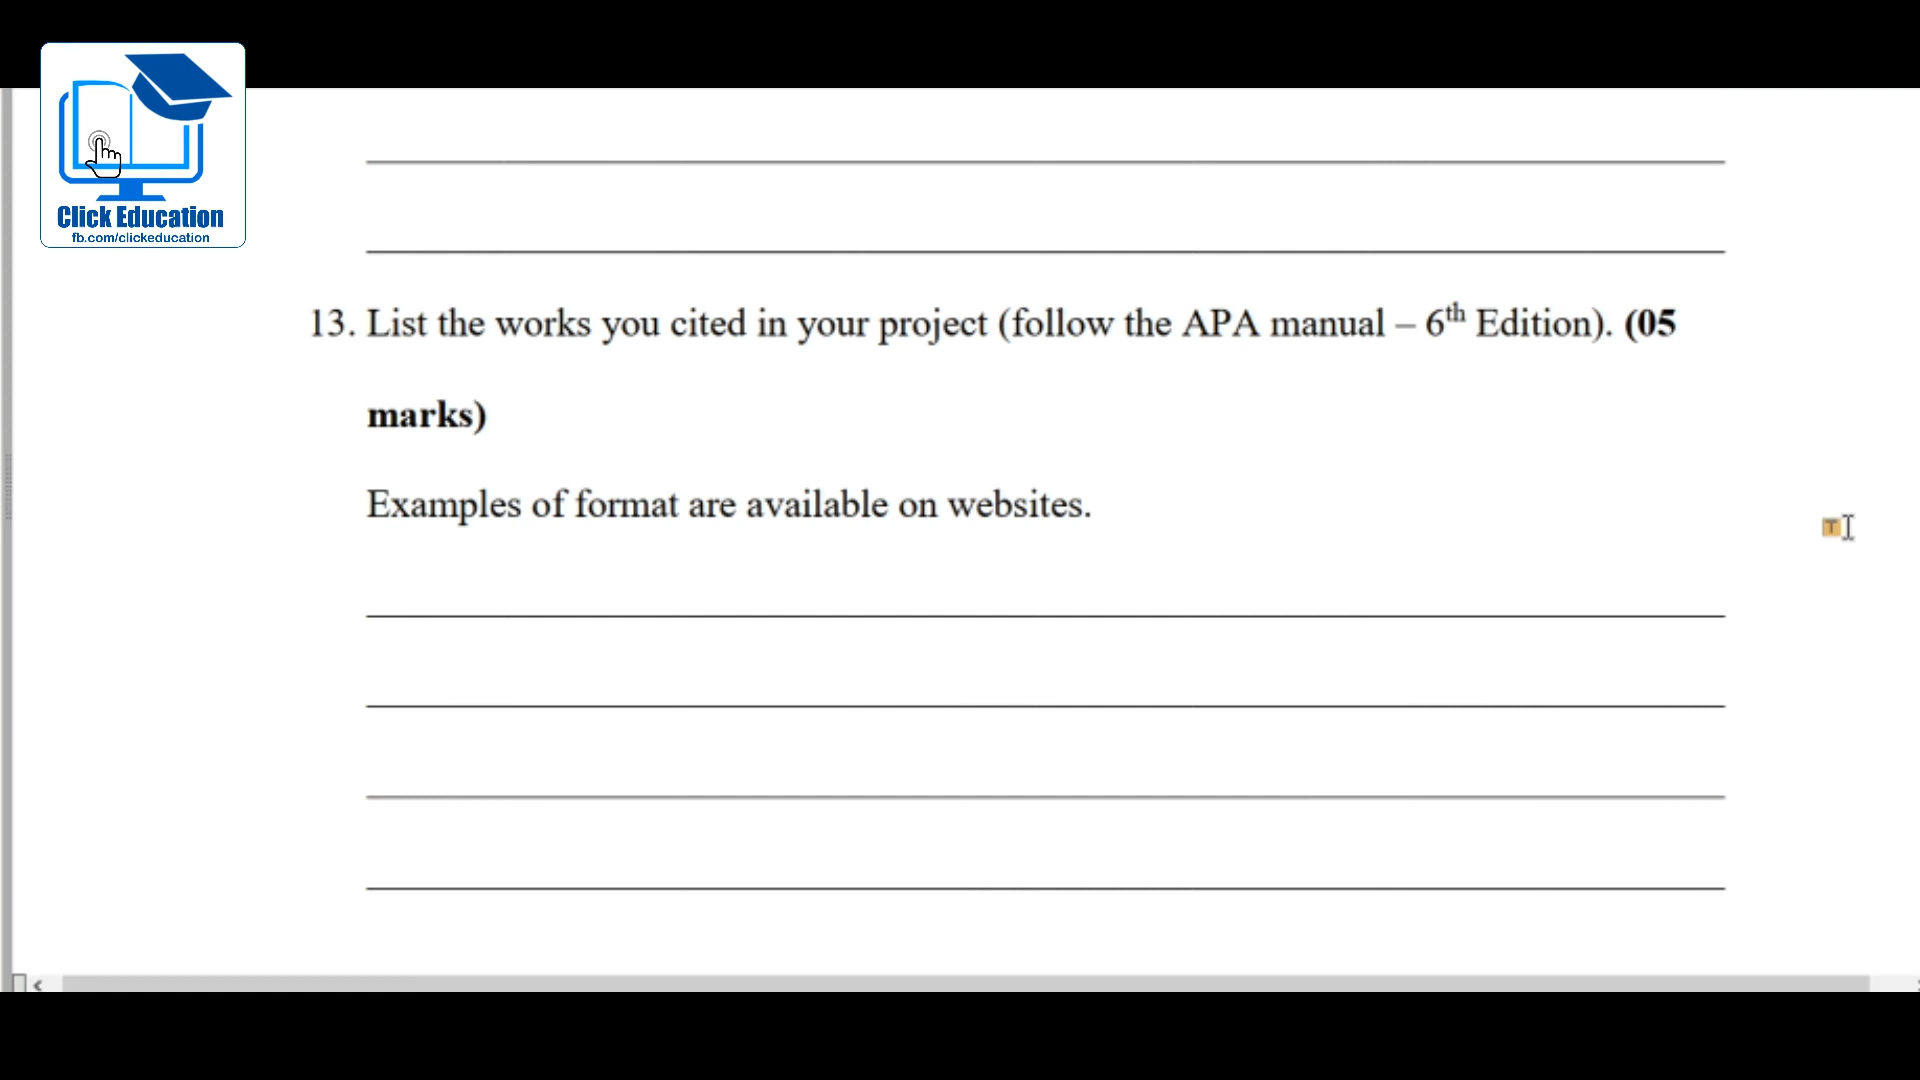 Click Education
fb.com/clickeducation
13. List the works you cited in your project (follow the APA manual – 6th Edition). (05
marks)
Examples of format are available on websites.
T